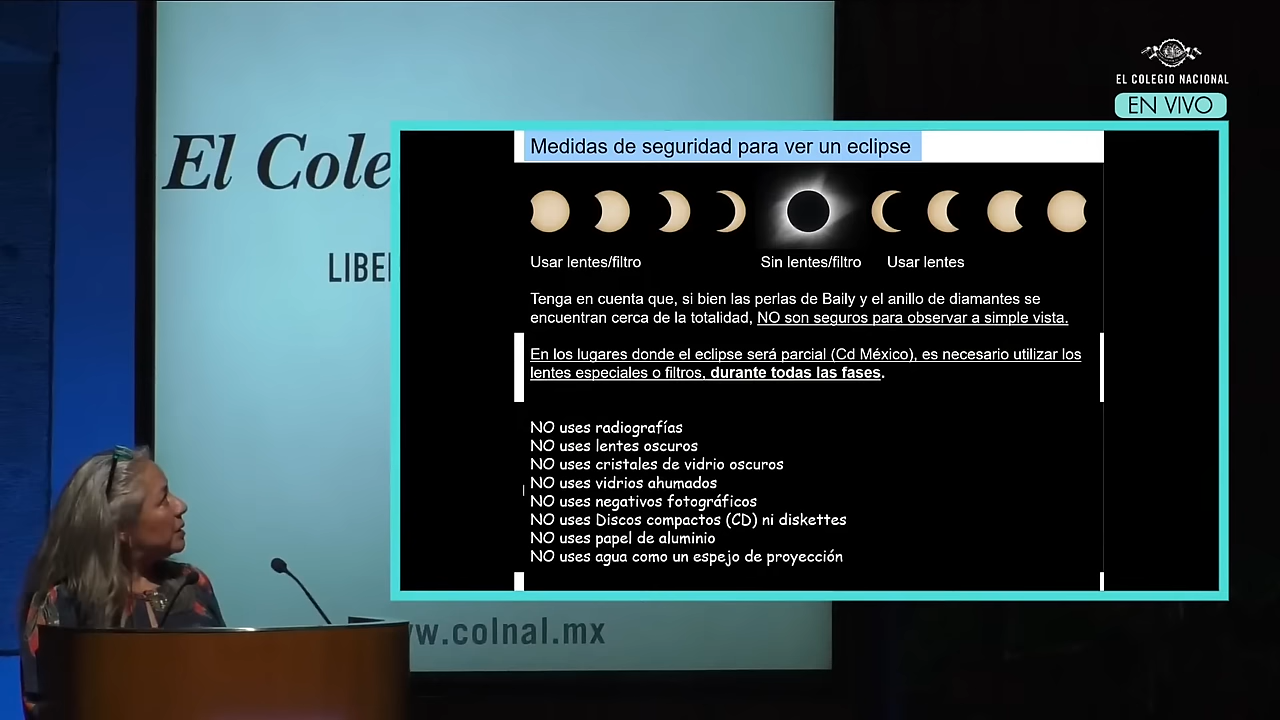 El Cole
LIBE
EL COLEGIO NACIONAL
EN VIVO
Medidas de seguridad para ver un eclipse
Usar lentes/filtro
Sin lentes/filtro
Usar lentes
Tenga en cuenta que, si bien las perlas de Baily y el anillo de diamantes se
encuentran cerca de la totalidad, NO son seguros para observar a simple vista.
En los lugares donde el eclipse será parcial (Cd México), es necesario utilizar los
lentes especiales o filtros, durante todas las fases.
NO uses radiografías
NO uses lentes oscuros
NO uses cristales de vidrio oscuros
NO uses vidrios ahumados
NO uses negativos fotográficos
NO uses Discos compactos (CD) ni diskettes
NO uses papel de aluminio
NO uses agua como un espejo de proyección
w.colnal.mx